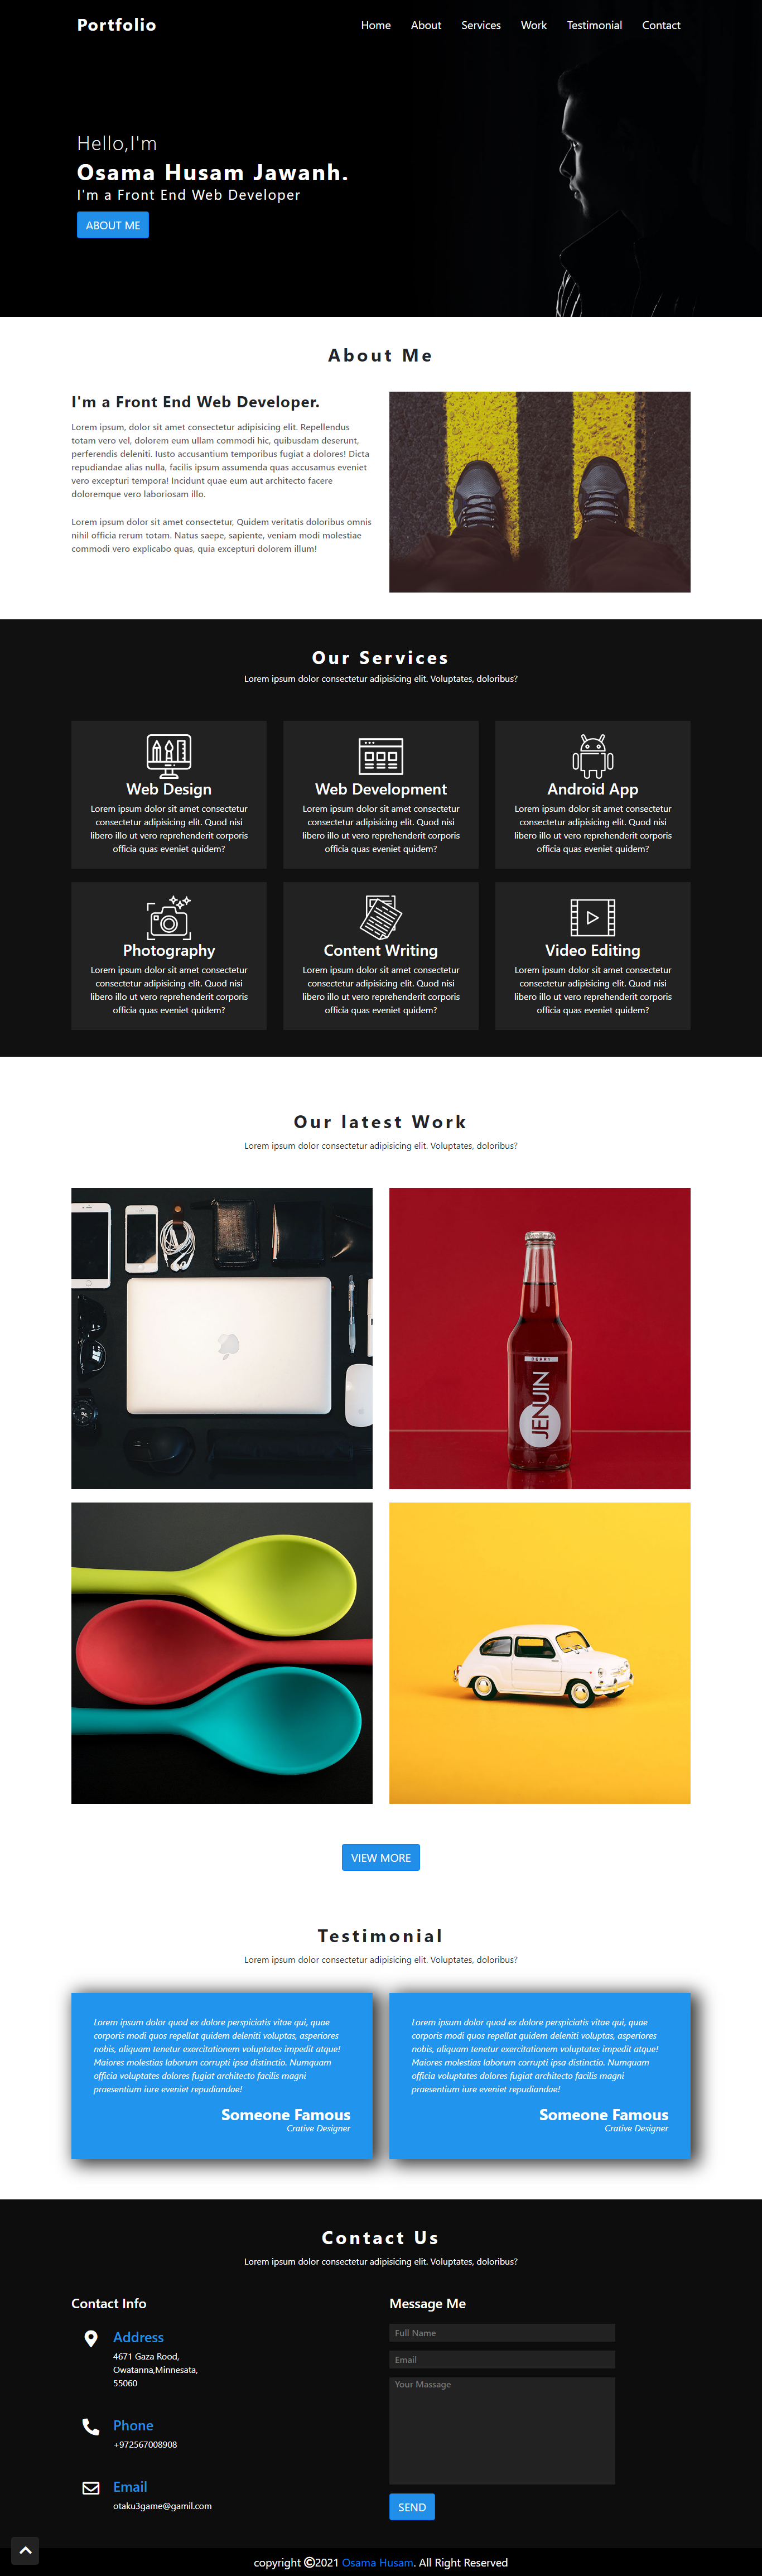 Portfolio
Home About Services Work Testimonial Contact
Hello,I'm
Osama Husam Jawanh.
I'm a Front End Web Developer
ABOUT ME
About Me
I'm a Front End Web Developer.
Lorem ipsum, dolor sit amet consectetur adipisicing elit. Repellendus
totam vero vel, dolorem eum ullam commodi hic, quibusdam deserunt,
perferendis deleniti. Iusto accusantium temporibus fugiat a dolores! Dicta
repudiandae alias nulla, facilis ipsum assumenda quas accusamus eveniet
vero excepturi tempora! Incidunt quae eum aut architecto facere
doloremque vero laboriosam illo.
Lorem ipsum dolor sit amet consectetur, Quidem veritatis doloribus omnis
nihil officia rerum totam. Natus saepe, sapiente, veniam modi molestiae
commodi vero explicabo quas, quia excepturi dolorem illum!
Our Services
Lorem ipsum dolor consectetur adipisicing elit. Voluptates, doloribus?
Web Design
Lorem ipsum dolor sit amet consectetur
consectetur adipisicing elit. Quod nisi
libero illo ut vero reprehenderit corporis
officia quas eveniet quidem?
Web Development
Lorem ipsum dolor sit amet consectetur
consectetur adipisicing elit. Quod nisi
libero illo ut vero reprehenderit corporis
officia quas eveniet quidem?
Android App
Lorem ipsum dolor sit amet consectetur
consectetur adipisicing elit. Quod nisi
libero illo ut vero reprehenderit corporis
officia quas eveniet quidem?
Photography
Lorem ipsum dolor sit amet consectetur
consectetur adipisicing elit. Quod nisi
libero illo ut vero reprehenderit corporis
officia quas eveniet quidem?
Content Writing
Lorem ipsum dolor sit amet consectetur
consectetur adipisicing elit. Quod nisi
libero illo ut vero reprehenderit corporis
officia quas eveniet quidem?
Video Editing
Lorem ipsum dolor sit amet consectetur
consectetur adipisicing elit. Quod nisi
libero illo ut vero reprehenderit corporis
officia quas eveniet quidem?
Our latest Work
Lorem ipsum dolor consectetur adipisicing elit. Voluptates, doloribus?
JENUIN
VIEW MORE
Testimonial
Lorem ipsum dolor consectetur adipisicing elit. Voluptates, doloribus?
Lorem ipsum dolor quod ex dolore perspiciatis vitae qui, quae
corporis modi quos repellat quidem deleniti voluptas, asperiores
nobis, aliquam tenetur exercitationem voluptates impedit atque!
Maiores molestias laborum corrupti ipsa distinctio. Numquam
officia voluptates dolores fugiat architecto facilis magni
praesentium iure eveniet repudiandae!
Someone Famous
Crative Designer
Lorem ipsum dolor quod ex dolore perspiciatis vitae qui, quae
corporis modi quos repellat quidem deleniti voluptas, asperiores
nobis, aliquam tenetur exercitationem voluptates impedit atque!
Maiores molestias laborum corrupti ipsa distinctio. Numquam
officia voluptates dolores fugiat architecto facilis magni
praesentium iure eveniet repudiandae!
Someone Famous
Crative Designer
Contact Us
Lorem ipsum dolor consectetur adipisicing elit. Voluptates, doloribus?
Contact Info
Address
4671 Gaza Rood,
Owatanna,Minnesata,
55060
Phone
+972567008908
Email
otaku3game@gamil.com
Message Me
Full Name
Email
Your Massage
SEND
copyright ©2021 Osama Husam. All Right Reserved